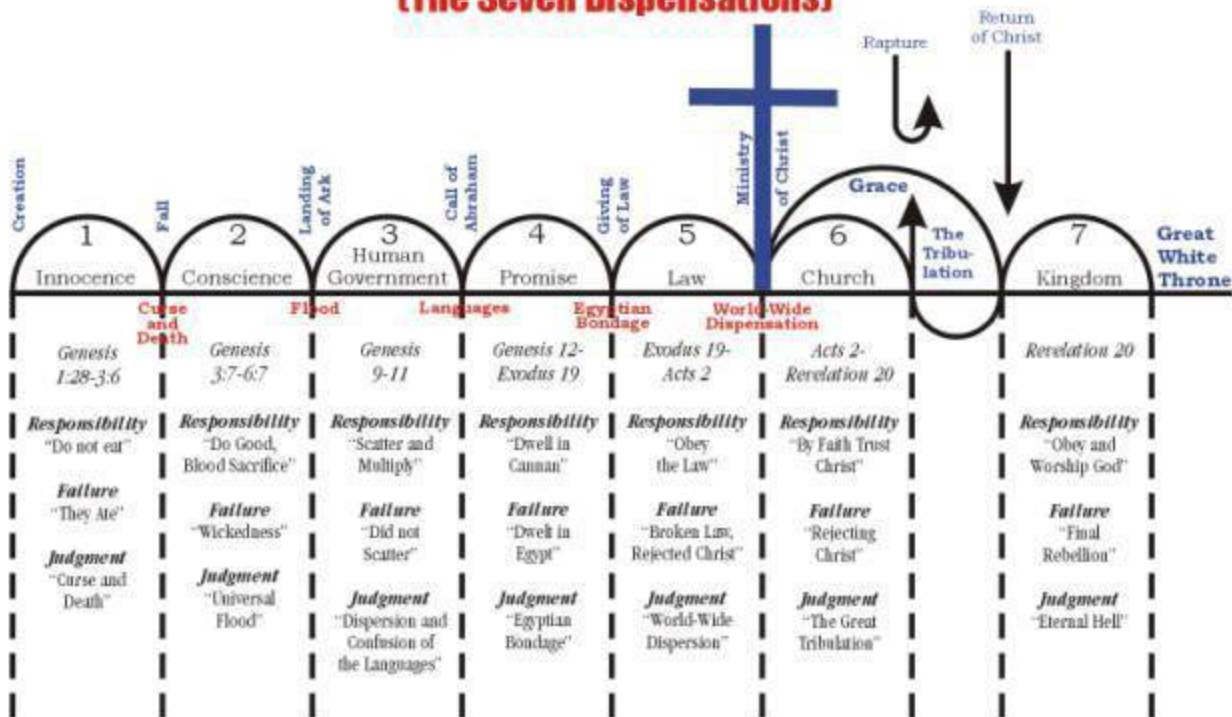 (The Seven Dispensations)
Return
of Christ
Rapture
Creation
Fall
Landing
of Ark
Call of
Abraham
Giving
of Law
Ministry
of Christ
Grace
The
Tribu-
lation
Great
White
Throne
1
Innocence
2
Conscience
3
Human
Government
4
Promise
5
Law
6
Church
7
Kingdom
Curse
and
Death
Flood
Languages
Egyptian
Bondage
World-Wide
Dispensation
Genesis
1:28-3:6
Responsibility
"Do not eat"
Failure
"They Ate"
Judgment
"Curse and
Death"
Genesis
3:7-6:7
Responsibility
"Do Good,
Blood Sacrifice"
Failure
"Wickedness"
Judgment
"Universal
Flood"
Genesis
9-11
Responsibility
"Scatter and
Multiply"
Failure
"Did not
Scatter"
Judgment
"Dispersion and
Confusion of
the Languages"
Genesis 12-
Exodus 19
Responsibility
"Dwell in
Cannan"
Failure
"Dwelt in
Egypt"
Judgment
"Egyptian
Bondage"
Exodus 19-
Acts 2
Responsibility
"Obey
the Law"
Failure
"Broken Law,
Rejected Christ"
Judgment
"World-Wide
Dispersion"
Acts 2-
Revelation 20
Responsibility
"By Faith Trust
Christ"
Failure
"Rejecting
Christ"
Judgment
"The Great
Tribulation"
Revelation 20
Responsibility
"Obey and
Worship God"
Failure
"Final
Rebellion"
Judgment
"Eternal Hell"